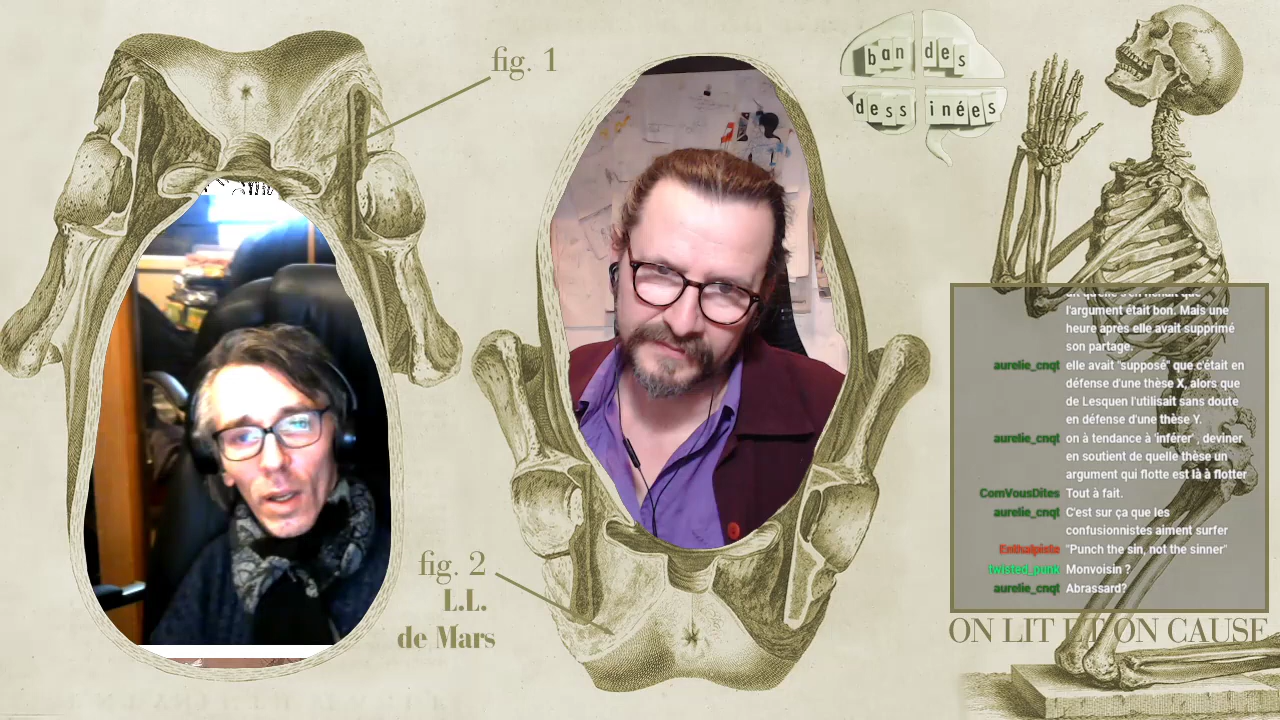 fig. 1
ban des
dess inées
fig. 2
L.L.
de Mars
l'argument était bon. Mais une
heure après elle avait supprimé
son partage.
aurelie_cnqt elle avait "supposé" que c'était en
défense d'une thèse X, alors que
de Lesquen l'utilisait sans doute
en défense d'une thèse Y.
aurelie_cnqt on à tendance à 'inférer' , deviner
en soutient de quelle thèse un
argument qui flotte est là à flotter
ComVousDites Tout à fait.
aurelie_cnqt C'est sur ça que les
confusionnistes aiment surfer
Enthalpiste "Punch the sin, not the sinner"
twisted_punk Monvoisin ?
aurelie_cnqt Abrassard?
ON LIT ET ON CAUSE